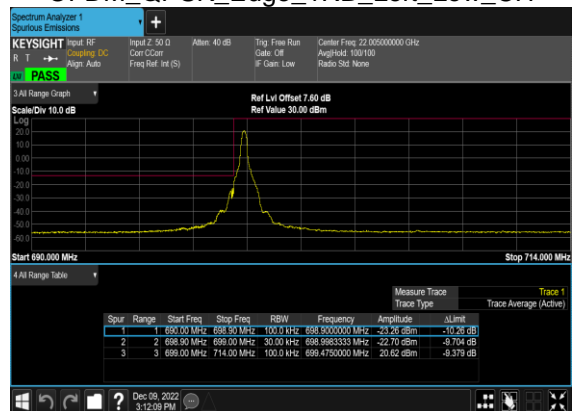 Spectrum Analyzer 1
Spurious Emissions
+
KEYSIGHT Input: RF
R T Coupling: DC
Align: Auto
Input Z: 50 Ω
Corr CCorr
Freq Ref: Int (S)
Atten: 40 dB
Trig: Free Run
Gate: Off
IF Gain: Low
Center Freq: 22.005000000 GHz
Avg|Hold: 100/100
Radio Std: None
LW PASS
3 All Range Graph
Ref Lvl Offset 7.60 dB
Scale/Div 10.0 dB Ref Value 30.00 dBm
Log
20.0
10.0
0.00
-10.0
-20.0
-30.0
-40.0
-50.0
-60.0
Start 690.000 MHz Stop 714.000 MHz
4 All Range Table
Measure Trace Trace 1
Trace Type Trace Average (Active)
Spur Range Start Freq Stop Freq RBW Frequency Amplitude ΔLimit
1 1 690.00 MHz 698.90 MHz 100.0 kHz 698.9000000 MHz -23.26 dBm -10.26 dB
2 2 698.90 MHz 699.00 MHz 30.00 kHz 698.9983333 MHz -22.70 dBm -9.704 dB
3 3 699.00 MHz 714.00 MHz 100.0 kHz 699.4750000 MHz 20.62 dBm -9.379 dB
? Dec 09, 2022
3:12:09 PM